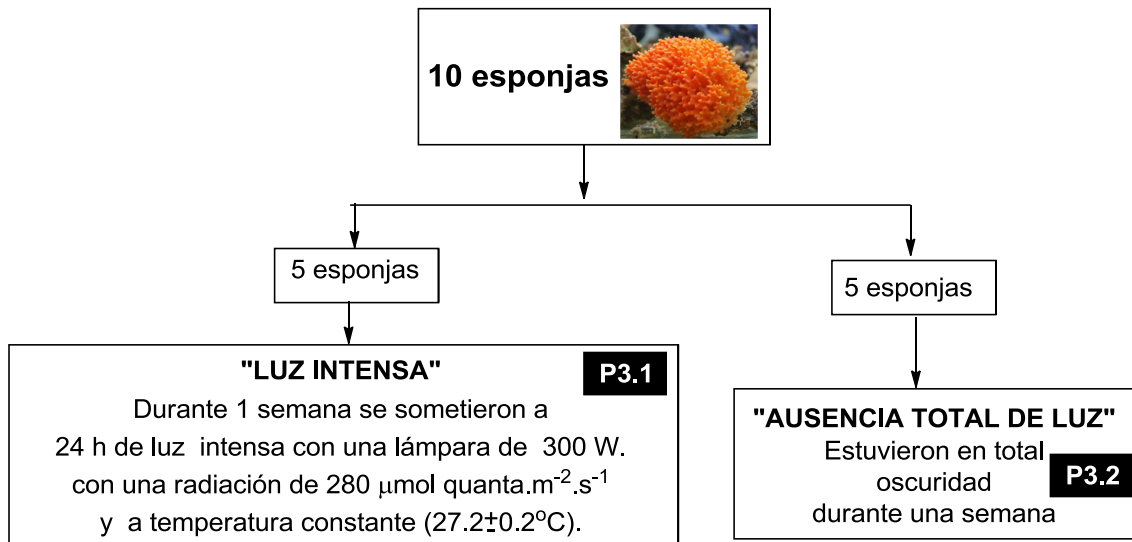 10 esponjas
5 esponjas
5 esponjas
"LUZ INTENSA"
P3.1
Durante 1 semana se sometieron a
24 h de luz intensa con una lámpara de 300 W.
con una radiación de 280 µmol quanta.m⁻².s⁻¹
y a temperatura constante (27.2±0.2ºC).
"AUSENCIA TOTAL DE LUZ"
Estuvieron en total
oscuridad
P3.2
durante una semana